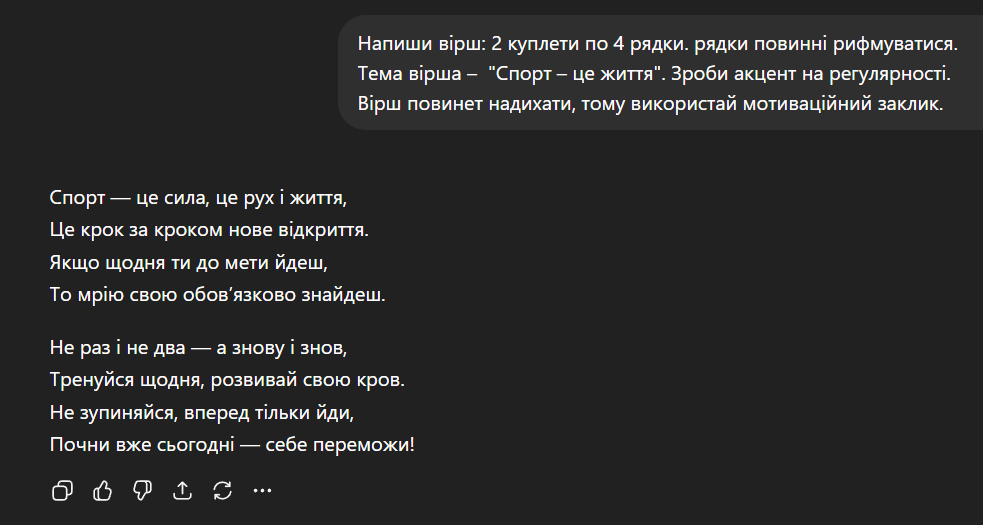 Напиши вірш: 2 куплети по 4 рядки. рядки повинні рифмуватися.
Тема вірша – "Спорт – це життя". Зроби акцент на регулярності.
Вірш повинет надихати, тому використай мотиваційний заклик.
Спорт — це сила, це рух і життя,
Це крок за кроком нове відкриття.
Якщо щодня ти до мети йдеш,
То мрію свою обов’язково знайдеш.
Не раз і не два — а знову і знов,
Тренуйся щодня, розвивай свою кров.
Не зупиняйся, вперед тільки йди,
Почни вже сьогодні — себе переможи!